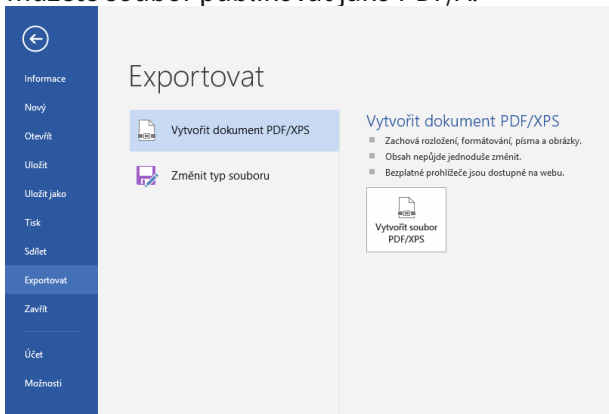 můžete soubor publikovat jako PDF/A.
Informace
Nový
Otevřít
Uložit
Uložit jako
Tisk
Sdílet
Exportovat
Zavřít
Účet
Možnosti
Exportovat
Vytvořit dokument PDF/XPS
Změnit typ souboru
Vytvořit dokument PDF/XPS
Zachová rozložení, formátování, písma a obrázky.
Obsah nepůjde jednoduše změnit.
Bezplatné prohlížeče jsou dostupné na webu.
Vytvořit soubor
PDF/XPS